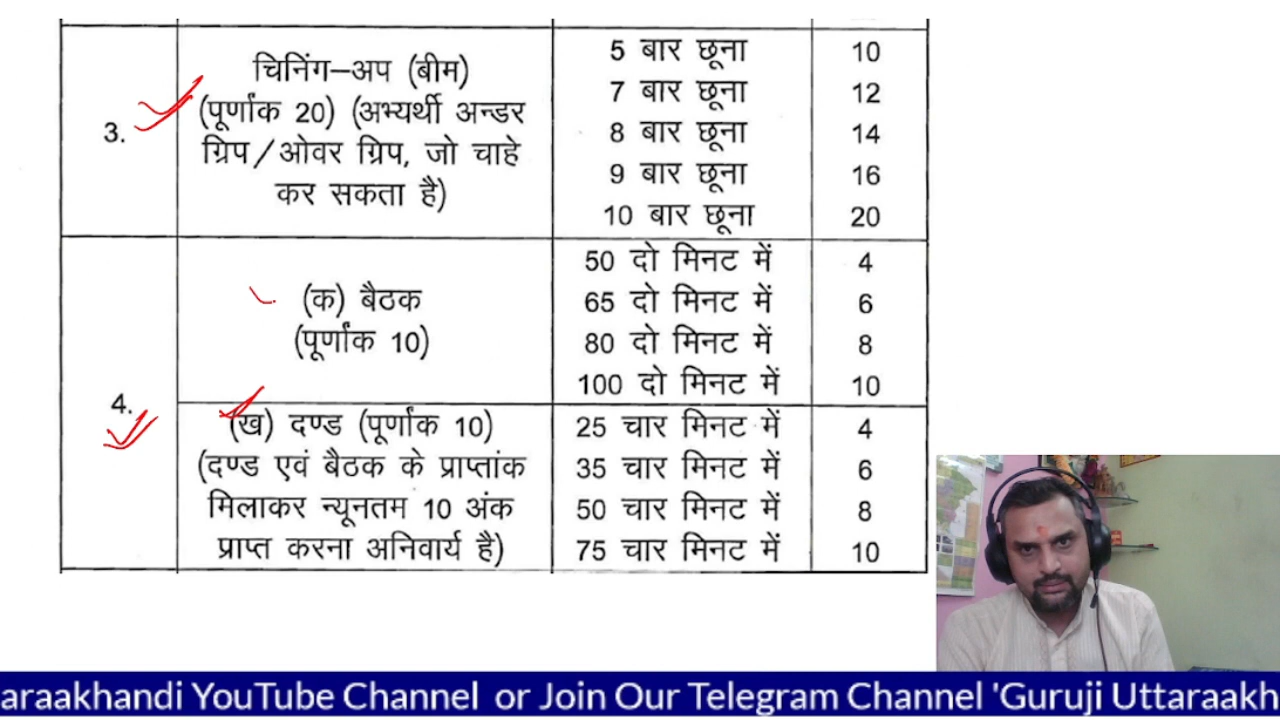 3.
चिनिंग–अप (बीम)
(पूर्णांक 20) (अभ्यर्थी अन्डर
ग्रिप/ओवर ग्रिप, जो चाहे
कर सकता है)
5 बार छूना 10
7 बार छूना 12
8 बार छूना 14
9 बार छूना 16
10 बार छूना 20
4.
(क) बैठक
(पूर्णांक 10)
50 दो मिनट में 4
65 दो मिनट में 6
80 दो मिनट में 8
100 दो मिनट में 10
(ख) दण्ड (पूर्णांक 10)
(दण्ड एवं बैठक के प्राप्तांक
मिलाकर न्यूनतम 10 अंक
प्राप्त करना अनिवार्य है)
25 चार मिनट में 4
35 चार मिनट में 6
50 चार मिनट में 8
75 चार मिनट में 10
araakhandi YouTube Channel or Join Our Telegram Channel 'Guruji Uttaraakh